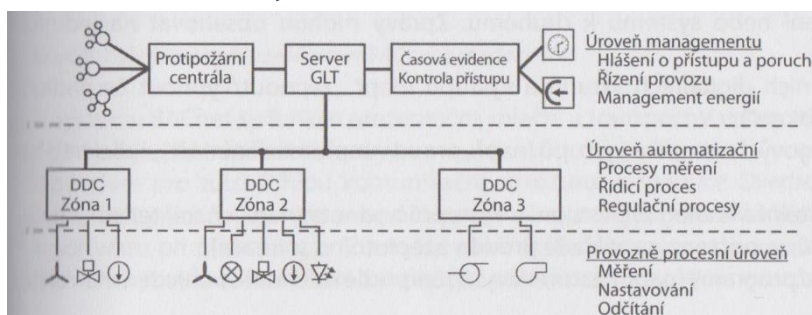 Protipožární
centrála
Server
GLT
Časová evidence
Kontrola přístupu
Úroveň managementu
Hlášení o přístupu a poruch
Řízení provozu
Management energií
DDC
Zóna 1
DDC
Zóna 2
DDC
Zóna 3
Úroveň automatizační
Procesy měření
Řídicí proces
Regulační procesy
Provozně procesní úroveň
Měření
Nastavování
Odčítání